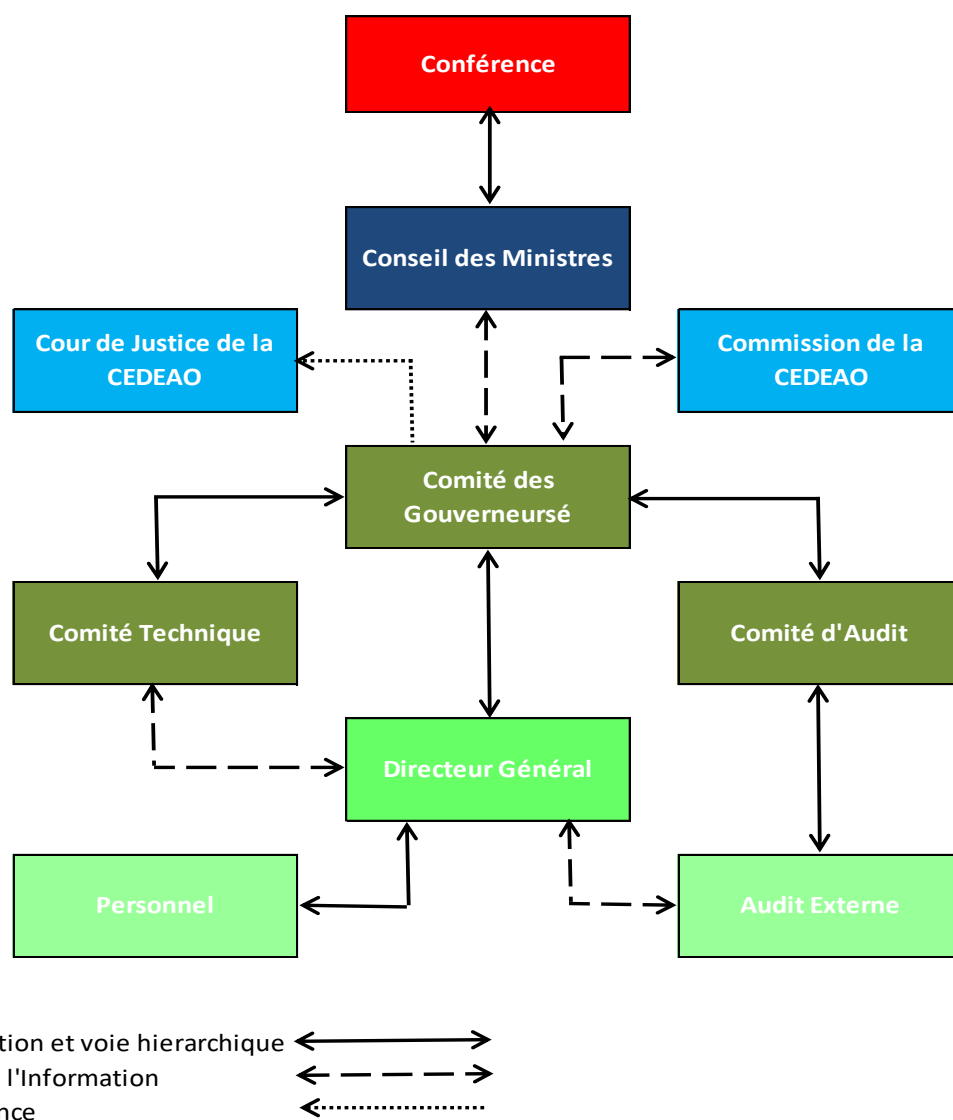 Conférence
Conseil des Ministres
Cour de Justice de la
CEDEAO
Commission de la
CEDEAO
Comité des
Gouverneursé
Comité Technique
Comité d'Audit
Directeur Général
Personnel
Audit Externe
tion et voie hierarchique
l'Information
nce